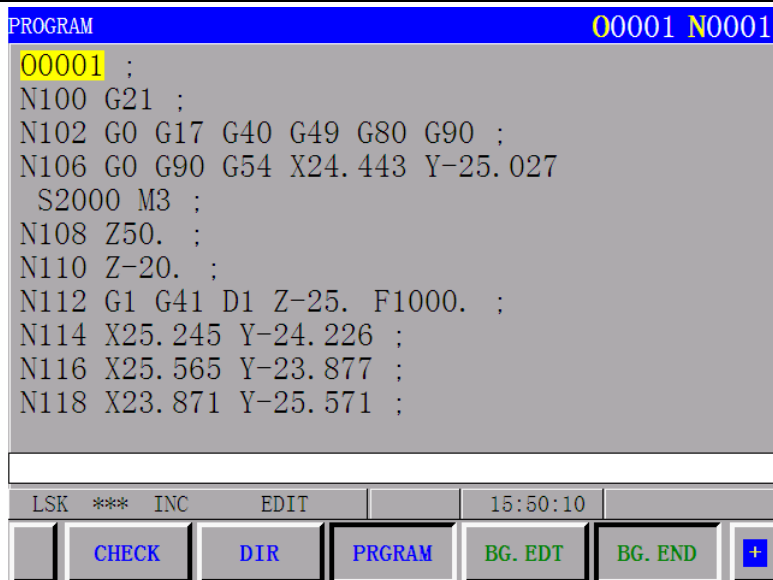 PROGRAM O0001 N0001
O0001 ;
N100 G21 ;
N102 G0 G17 G40 G49 G80 G90 ;
N106 G0 G90 G54 X24.443 Y-25.027
S2000 M3 ;
N108 Z50. ;
N110 Z-20. ;
N112 G1 G41 D1 Z-25. F1000. ;
N114 X25.245 Y-24.226 ;
N116 X25.565 Y-23.877 ;
N118 X23.871 Y-25.571 ;
LSK *** INC EDIT 15:50:10
CHECK DIR PRGRAM BG.EDT BG.END +